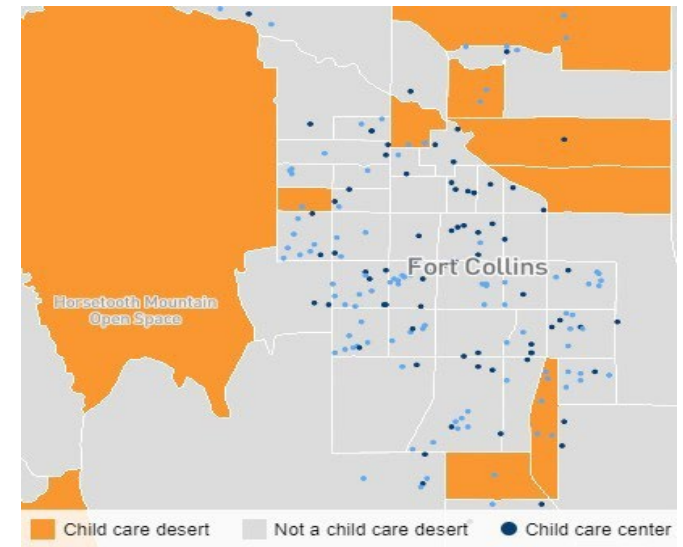 Fort Collins
Horsetooth Mountain
Open Space
Child care desert
Not a child care desert
Child care center